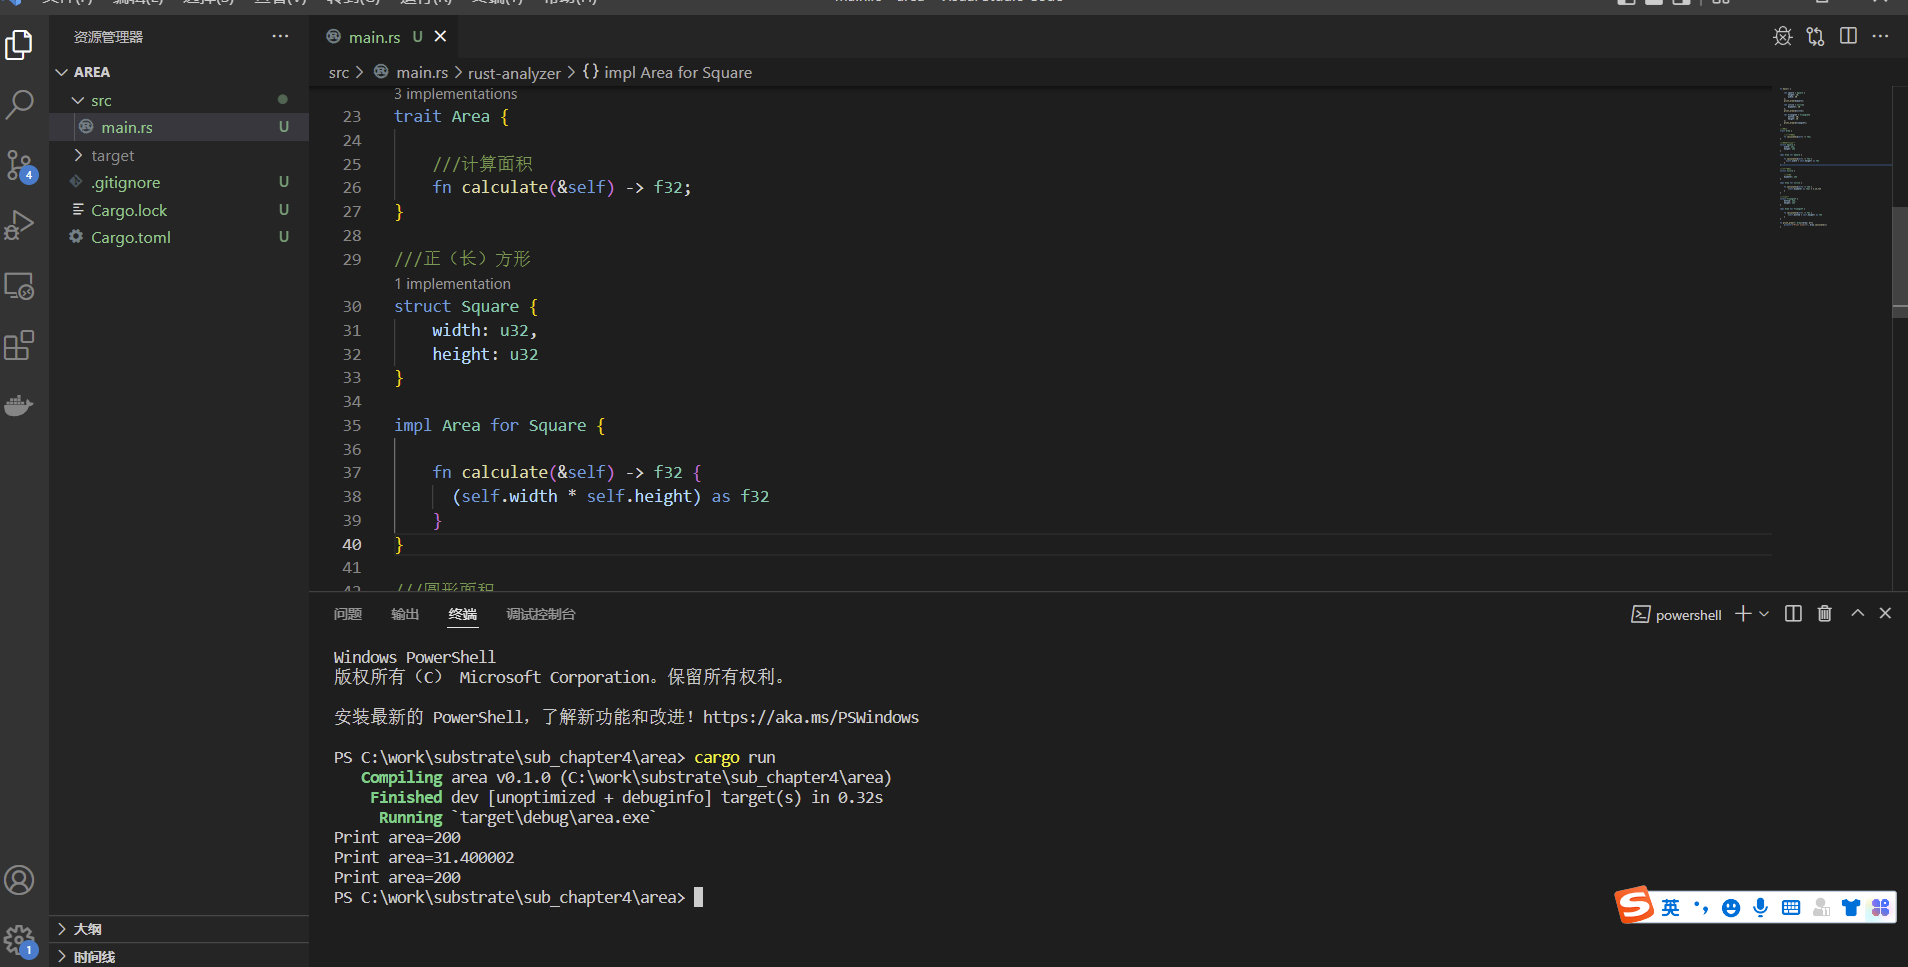 资源管理器
AREA
src
main.rs U
target
.gitignore U
Cargo.lock U
Cargo.toml U
大纲
时间线
4
1
main.rs U
src > main.rs > rust-analyzer > {} impl Area for Square
3 implementations
23 trait Area {
24
25 ///计算面积
26 fn calculate(&self) -> f32;
27 }
28
29 ///正（长）方形
1 implementation
30 struct Square {
31 width: u32,
32 height: u32
33 }
34
35 impl Area for Square {
36
37 fn calculate(&self) -> f32 {
38 (self.width * self.height) as f32
39 }
40 }
41
42 ///圆形面积
问题 输出 终端 调试控制台
powershell
Windows PowerShell
版权所有（C） Microsoft Corporation。保留所有权利。
安装最新的 PowerShell，了解新功能和改进！https://aka.ms/PSWindows
PS C:\work\substrate\sub_chapter4\area> cargo run
Compiling area v0.1.0 (C:\work\substrate\sub_chapter4\area)
Finished dev [unoptimized + debuginfo] target(s) in 0.32s
Running `target\debug\area.exe`
Print area=200
Print area=31.400002
Print area=200
PS C:\work\substrate\sub_chapter4\area>
英